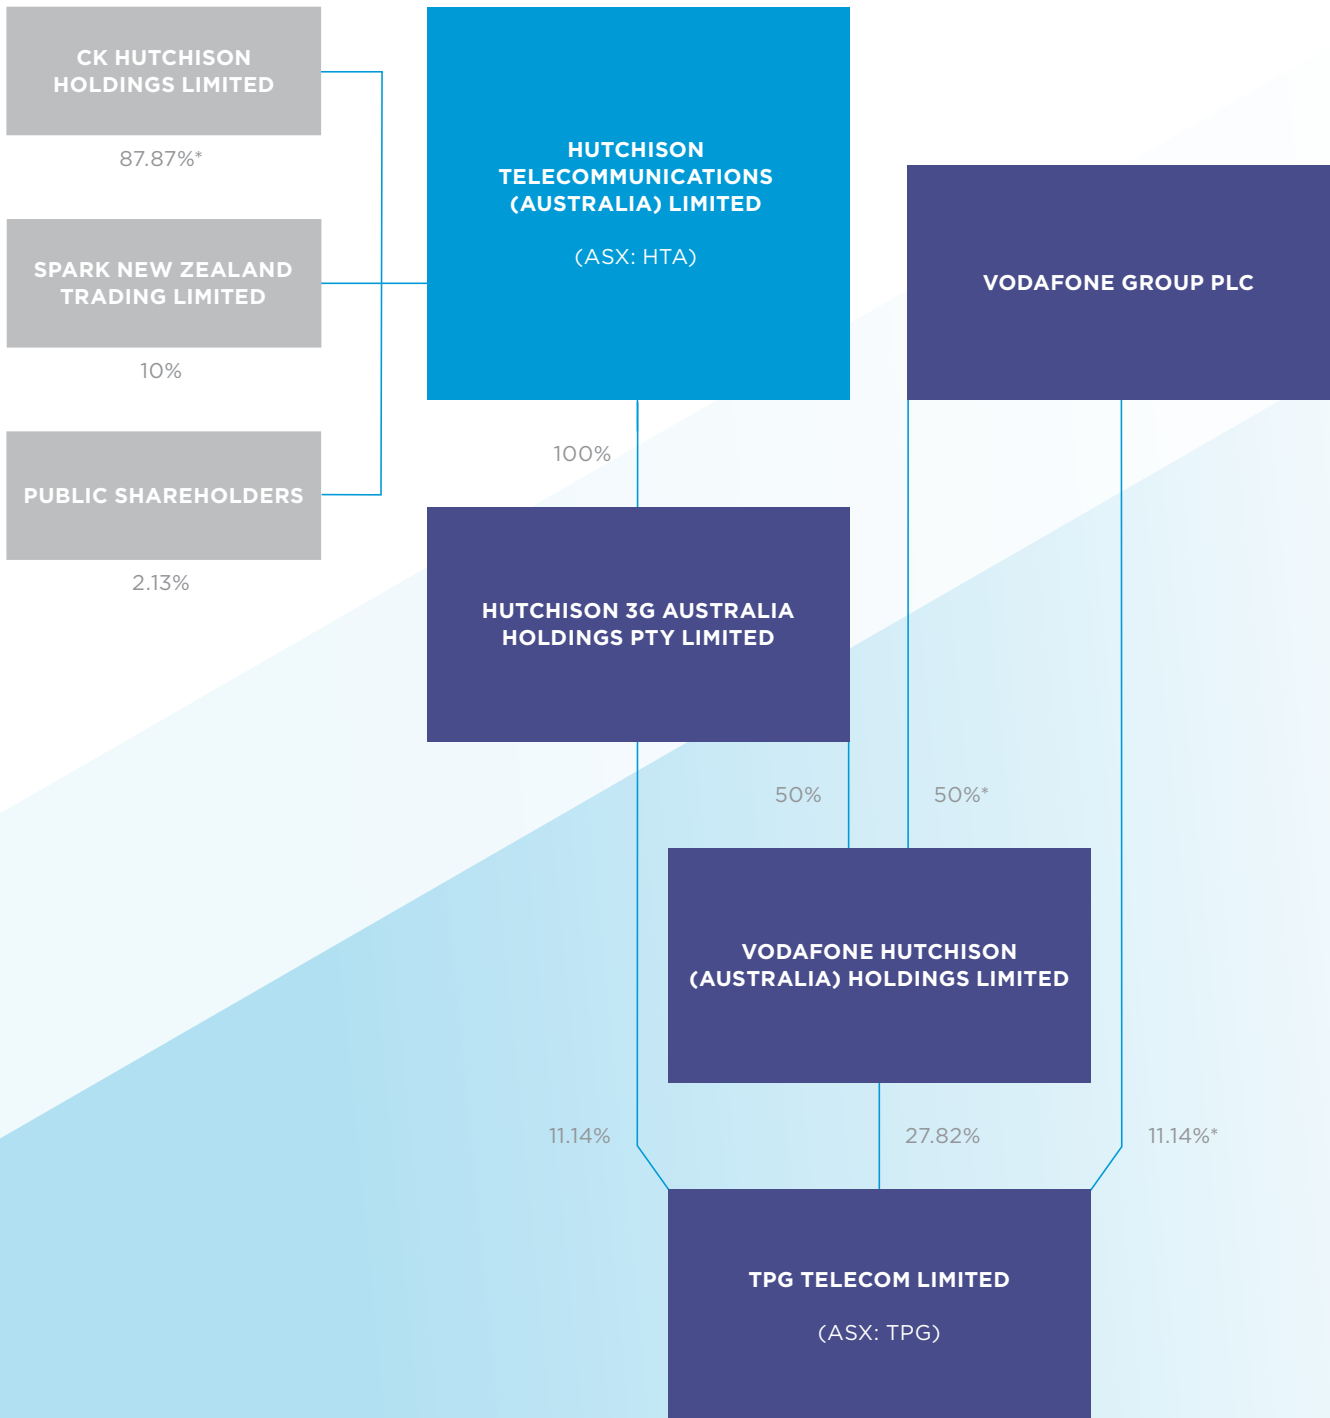 CK HUTCHISON
HOLDINGS LIMITED
87.87%*
SPARK NEW ZEALAND
TRADING LIMITED
10%
PUBLIC SHAREHOLDERS
2.13%
HUTCHISON
TELECOMMUNICATIONS
(AUSTRALIA) LIMITED
(ASX: HTA)
VODAFONE GROUP PLC
100%
HUTCHISON 3G AUSTRALIA
HOLDINGS PTY LIMITED
50%
50%*
VODAFONE HUTCHISON
(AUSTRALIA) HOLDINGS LIMITED
11.14%
27.82%
11.14%*
TPG TELECOM LIMITED
(ASX: TPG)